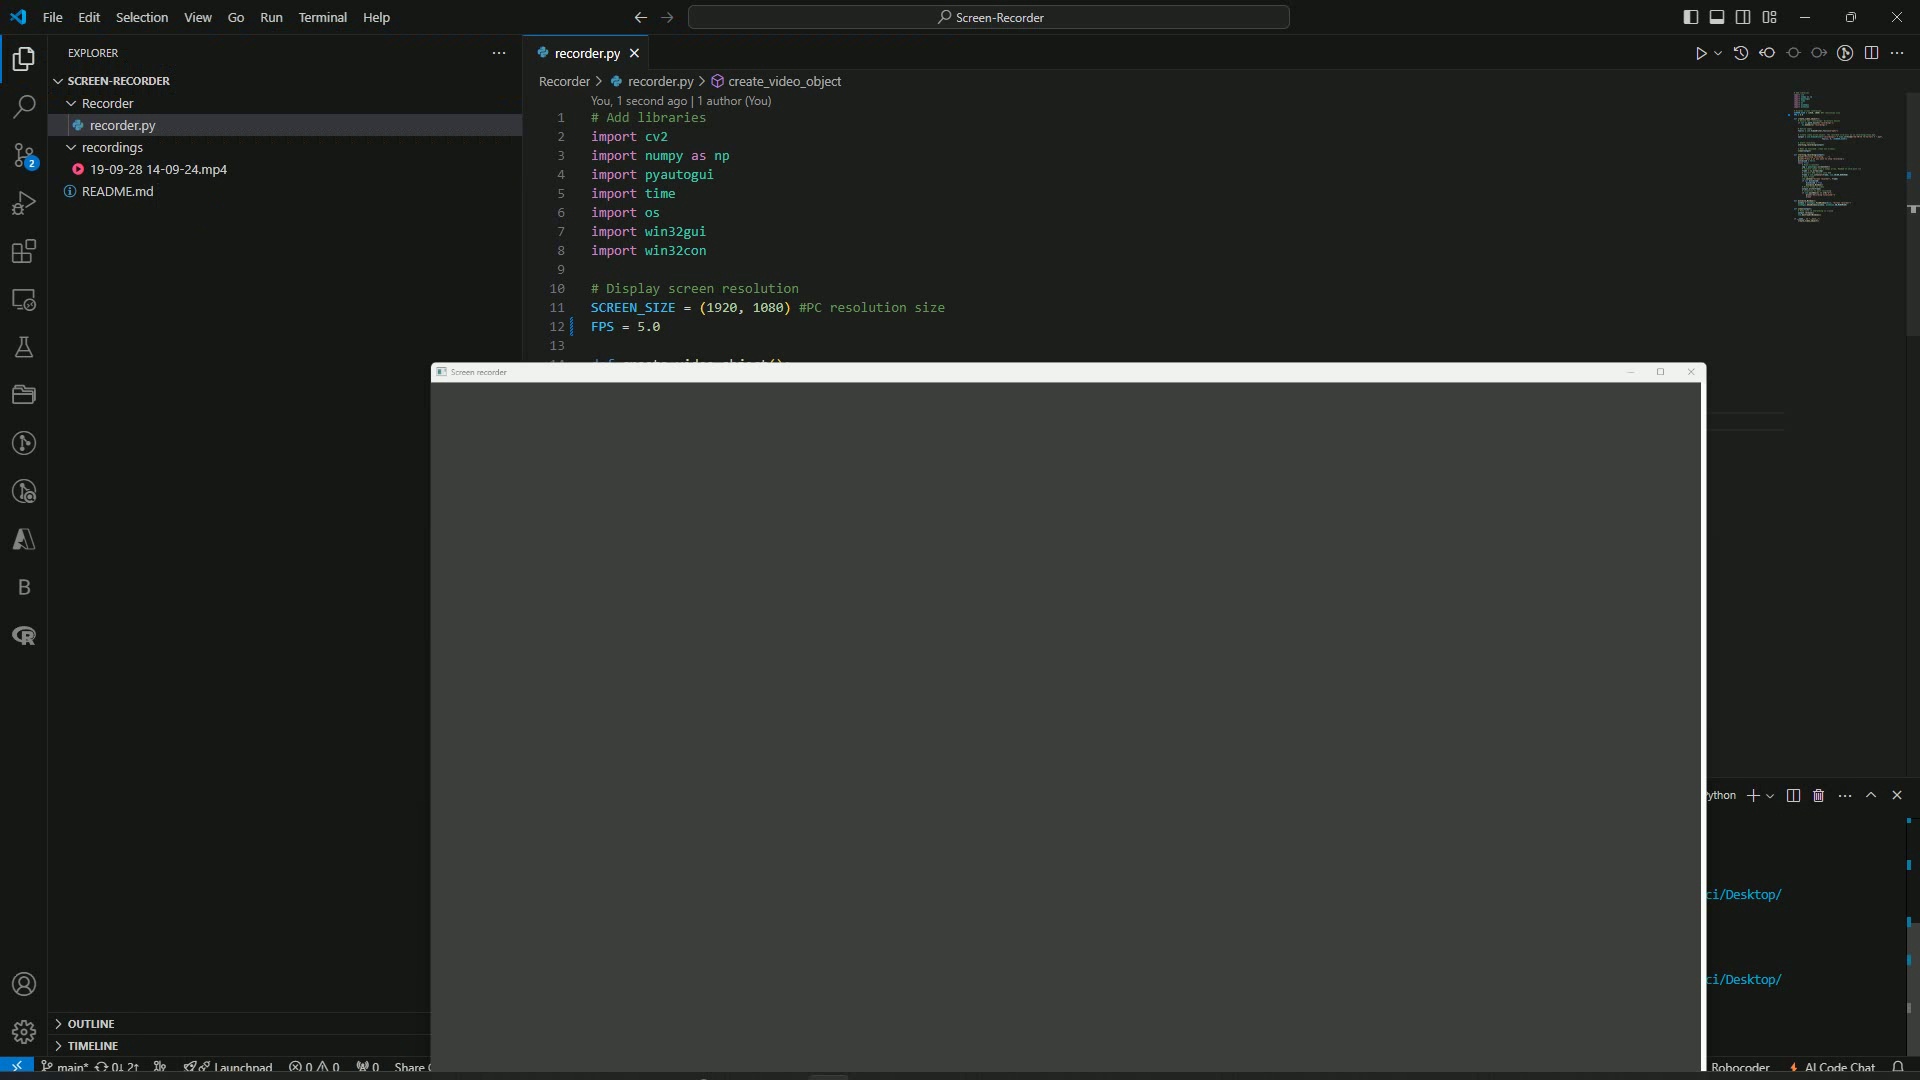 File Edit Selection View Go Run Terminal Help
Screen-Recorder
EXPLORER
SCREEN-RECORDER
Recorder
recorder.py
recordings
19-09-28 14-09-24.mp4
README.md
2
B
recorder.py
Recorder > recorder.py > create_video_object
You, 1 second ago | 1 author (You)
1 # Add libraries
2 import cv2
3 import numpy as np
4 import pyautogui
5 import time
6 import os
7 import win32gui
8 import win32con
9
10 # Display screen resolution
11 SCREEN_SIZE = (1920, 1080) #PC resolution size
12 FPS = 5.0
13
Screen recorder
ython
ci/Desktop/
ci/Desktop/
OUTLINE
TIMELINE
main* 0↓ 2↑ Launchpad 0 0 0 Share
Robocoder AI Code Chat